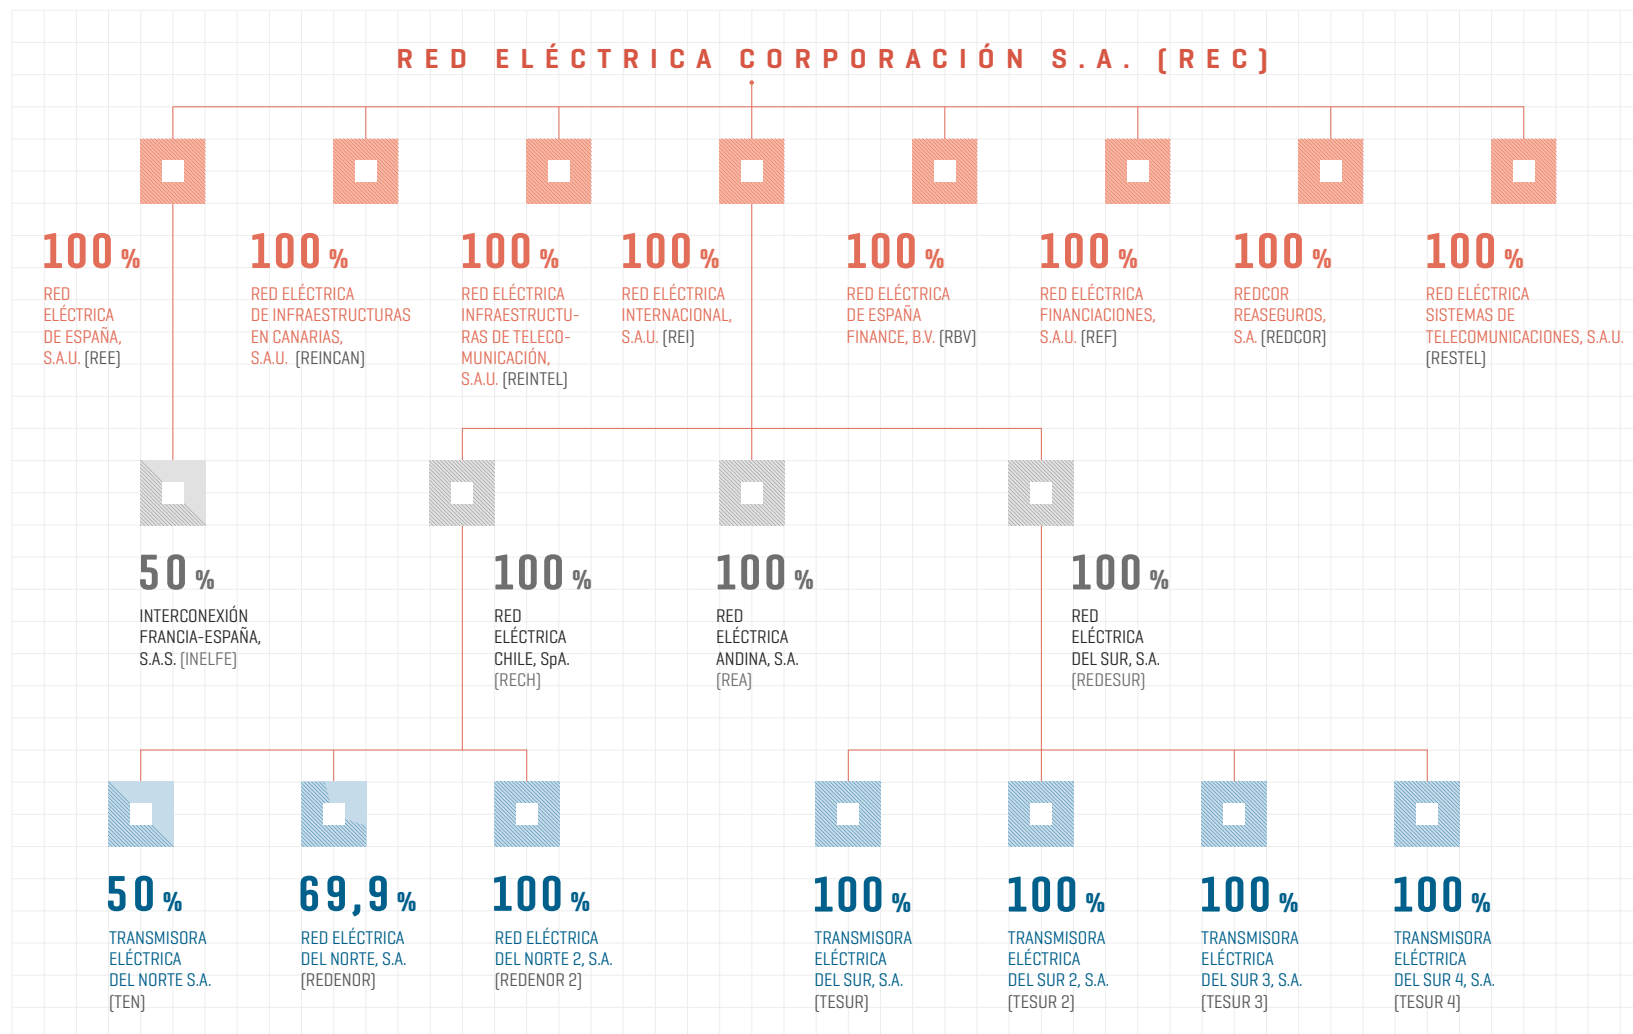 RED ELÉCTRICA CORPORACIÓN S.A. (REC)
100 %
RED
ELÉCTRICA
DE ESPAÑA,
S.A.U. (REE)
100 %
RED ELÉCTRICA
DE INFRAESTRUCTURAS
EN CANARIAS,
S.A.U. (REINCAN)
100 %
RED ELÉCTRICA
INFRAESTRUCTU-
RAS DE TELECO-
MUNICACIÓN,
S.A.U. (REINTEL)
100 %
RED ELÉCTRICA
INTERNACIONAL,
S.A.U. (REI)
100 %
RED ELÉCTRICA
DE ESPAÑA
FINANCE, B.V. (RBV)
100 %
RED ELÉCTRICA
FINANCIACIONES,
S.A.U. (REF)
100 %
REDCOR
REASEGUROS,
S.A. (REDCOR)
100 %
RED ELÉCTRICA
SISTEMAS DE
TELECOMUNICACIONES, S.A.U.
(RESTEL)
50 %
INTERCONEXIÓN
FRANCIA-ESPAÑA,
S.A.S. (INELFE)
100 %
RED
ELÉCTRICA
CHILE, SpA.
(RECH)
100 %
RED
ELÉCTRICA
ANDINA, S.A.
(REA)
100 %
RED
ELÉCTRICA
DEL SUR, S.A.
(REDESUR)
50 %
TRANSMISORA
ELÉCTRICA
DEL NORTE S.A.
(TEN)
69,9 %
RED ELÉCTRICA
DEL NORTE, S.A.
(REDENOR)
100 %
RED ELÉCTRICA
DEL NORTE 2, S.A.
(REDENOR 2)
100 %
TRANSMISORA
ELÉCTRICA
DEL SUR, S.A.
(TESUR)
100 %
TRANSMISORA
ELÉCTRICA
DEL SUR 2, S.A.
(TESUR 2)
100 %
TRANSMISORA
ELÉCTRICA
DEL SUR 3, S.A.
(TESUR 3)
100 %
TRANSMISORA
ELÉCTRICA
DEL SUR 4, S.A.
(TESUR 4)